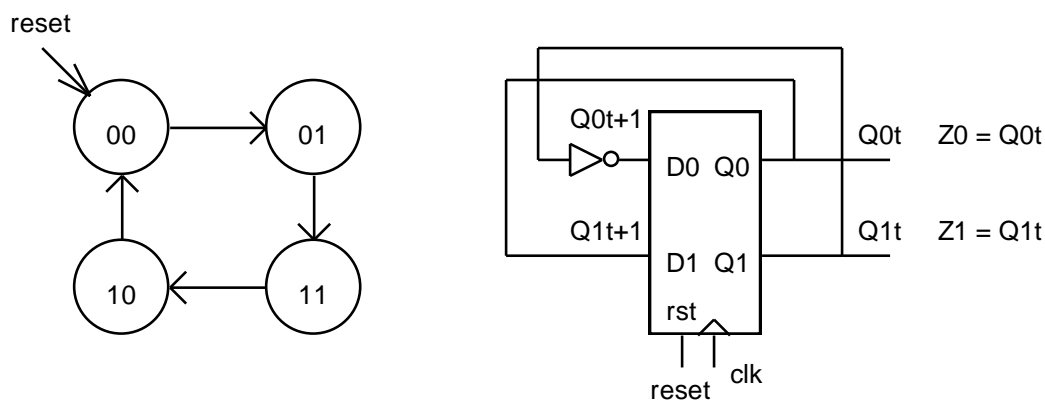 reset
00
01
10
11
Q0t+1
D0 Q0
Q0t Z0 = Q0t
Q1t+1
D1 Q1
Q1t Z1 = Q1t
rst
reset
clk